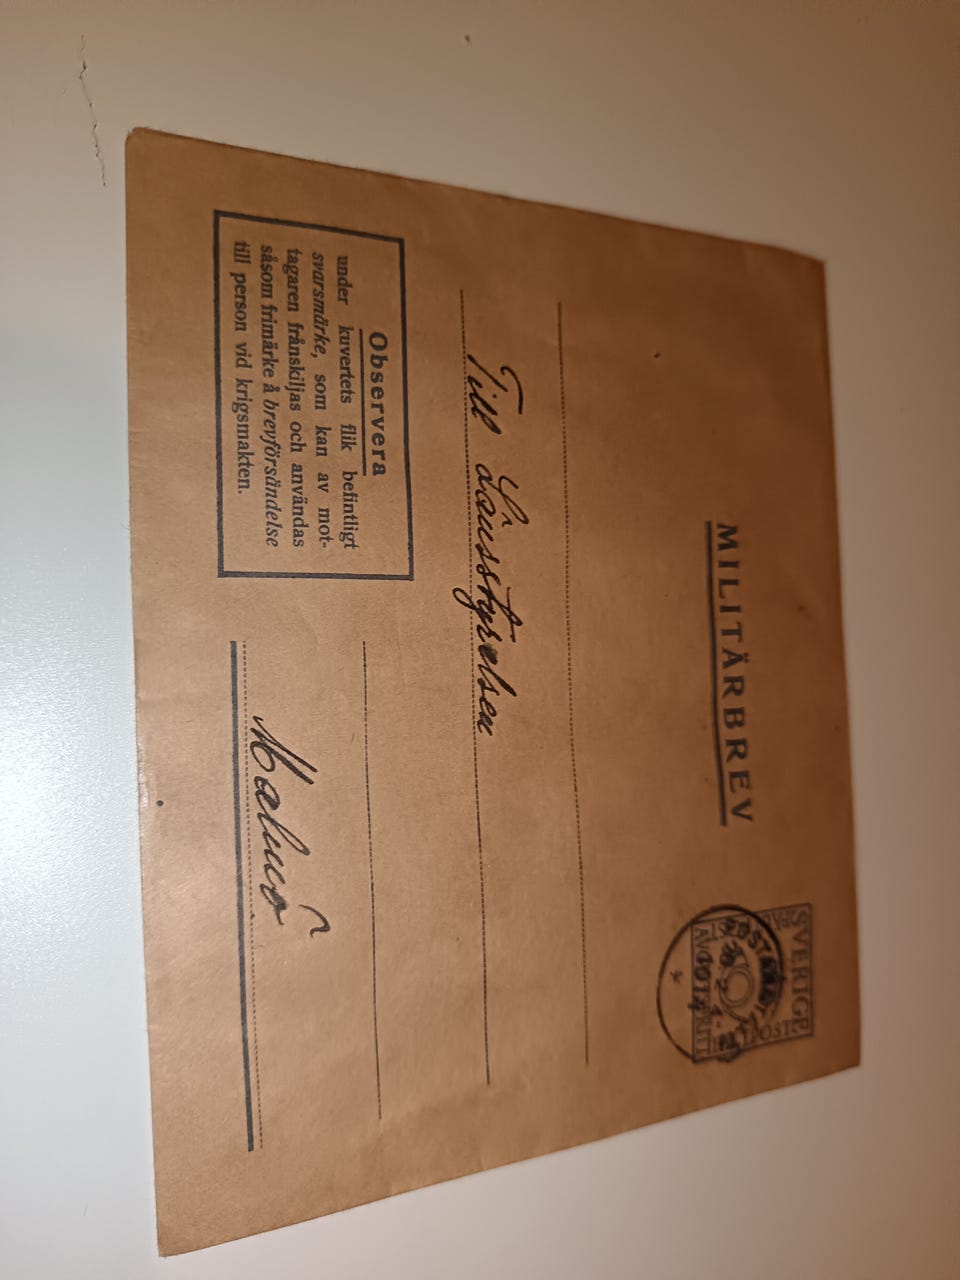 MILITÄRBREV
SVERIGE
Till Länsstyrelsen
Malmö
Observera
under kuvertets flik befintligt
svarsmärke, som kan av mot-
tagaren frånskiljas och användas
såsom frimärke å brevförsändelse
till person vid krigsmakten.